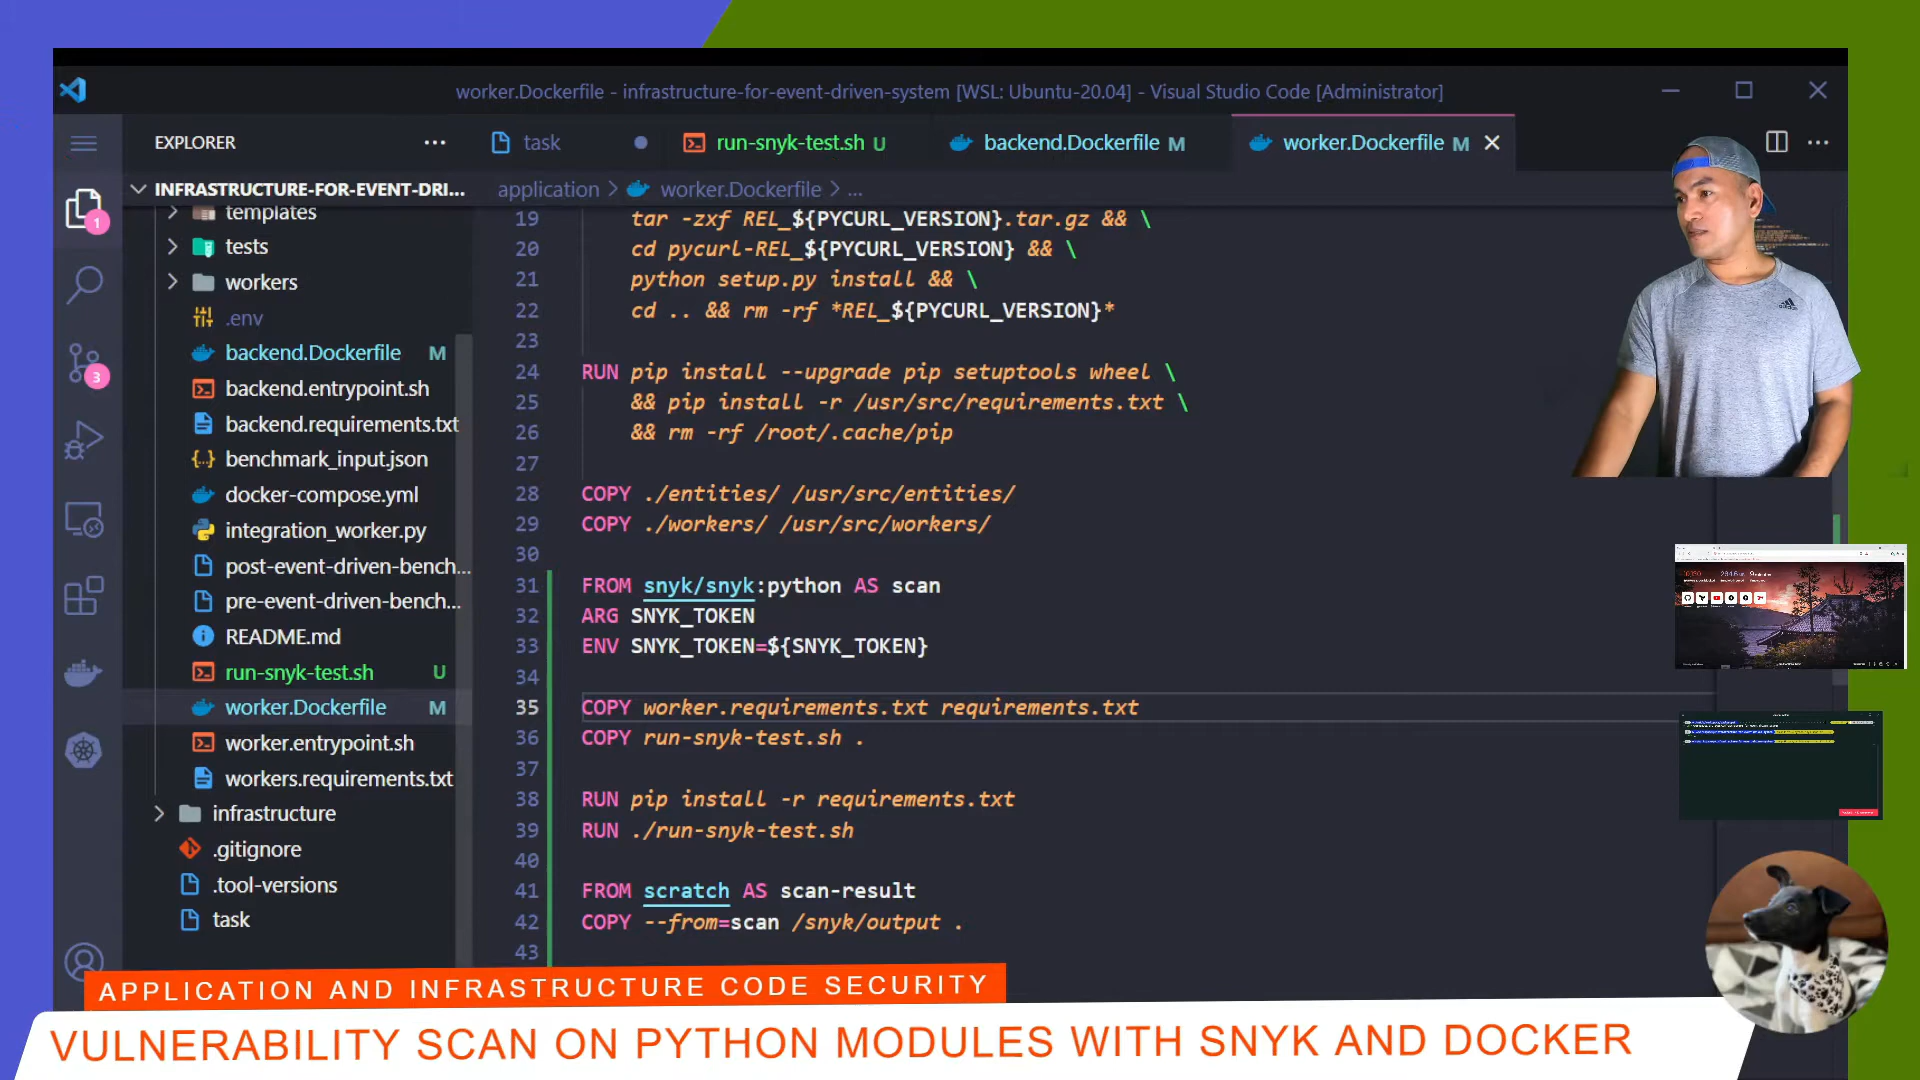 worker.Dockerfile - infrastructure-for-event-driven-system [WSL: Ubuntu-20.04] - Visual Studio Code [Administrator]
EXPLORER
task
run-snyk-test.sh U
backend.Dockerfile M
worker.Dockerfile M
INFRASTRUCTURE-FOR-EVENT-DRI...
application > worker.Dockerfile > ...
1
3
templates
tests
workers
.env
backend.Dockerfile M
backend.entrypoint.sh
backend.requirements.txt
benchmark_input.json
docker-compose.yml
integration_worker.py
post-event-driven-bench...
pre-event-driven-bench...
README.md
run-snyk-test.sh U
worker.Dockerfile M
worker.entrypoint.sh
workers.requirements.txt
infrastructure
.gitignore
.tool-versions
task
19 tar -zxf REL_${PYCURL_VERSION}.tar.gz && \
20 cd pycurl-REL_${PYCURL_VERSION} && \
21 python setup.py install && \
22 cd .. && rm -rf *REL_${PYCURL_VERSION}*
23
24 RUN pip install --upgrade pip setuptools wheel \
25 && pip install -r /usr/src/requirements.txt \
26 && rm -rf /root/.cache/pip
27
28 COPY ./entities/ /usr/src/entities/
29 COPY ./workers/ /usr/src/workers/
30
31 FROM snyk/snyk:python AS scan
32 ARG SNYK_TOKEN
33 ENV SNYK_TOKEN=${SNYK_TOKEN}
34
35 COPY worker.requirements.txt requirements.txt
36 COPY run-snyk-test.sh .
37
38 RUN pip install -r requirements.txt
39 RUN ./run-snyk-test.sh
40
41 FROM scratch AS scan-result
42 COPY --from=scan /snyk/output .
43
APPLICATION AND INFRASTRUCTURE CODE SECURITY
VULNERABILITY SCAN ON PYTHON MODULES WITH SNYK AND DOCKER